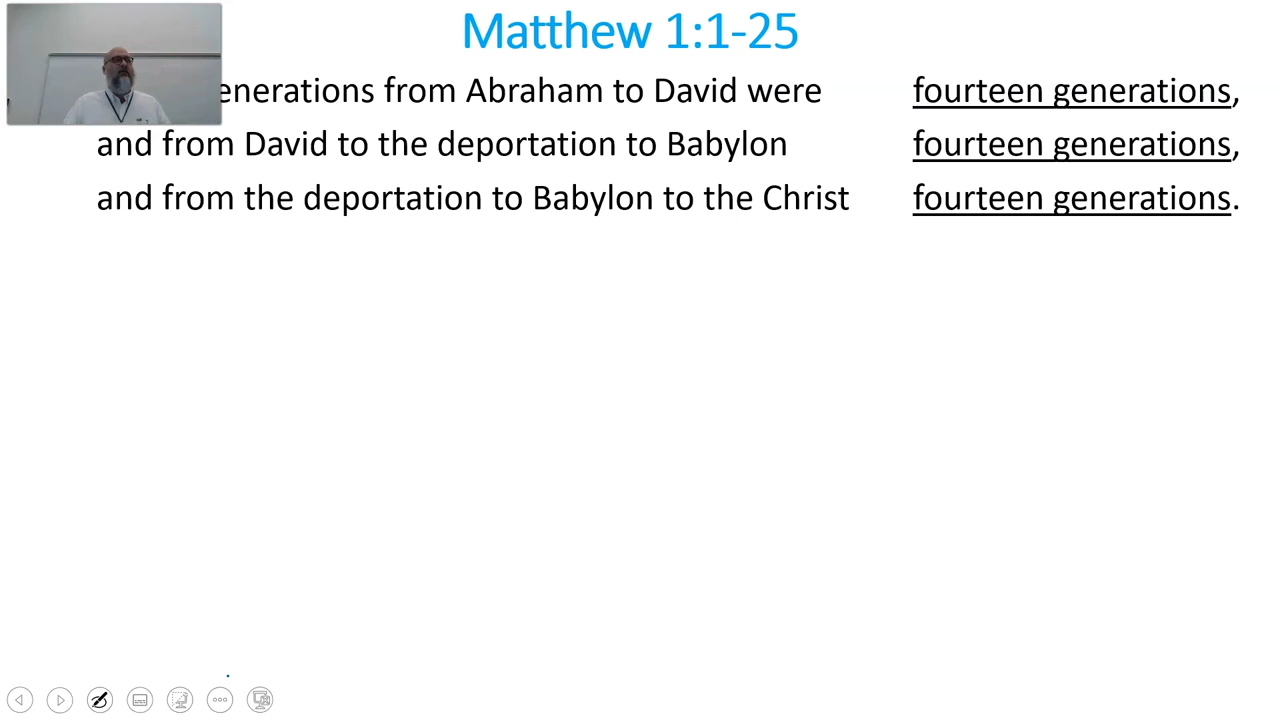 Matthew 1:1-25
enerations from Abraham to David were fourteen generations,
and from David to the deportation to Babylon fourteen generations,
and from the deportation to Babylon to the Christ fourteen generations.